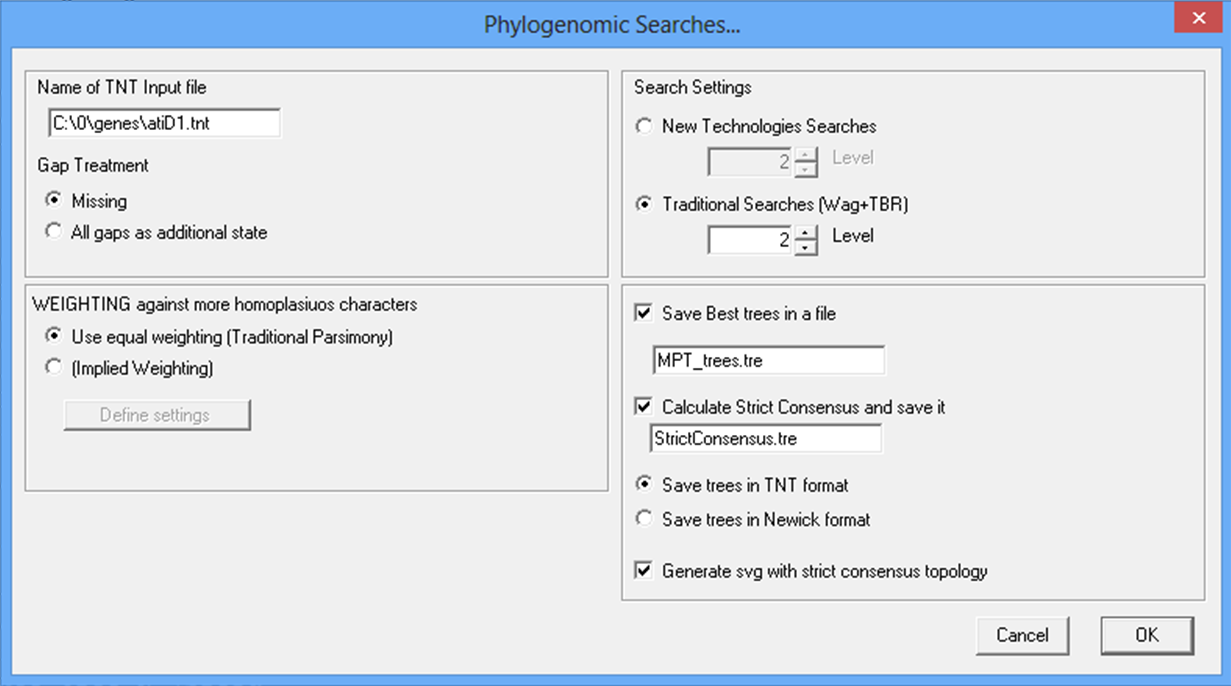 Phylogenomic Searches...
Name of TNT Input file
C:\0\genes\atiD1.tnt
Gap Treatment
Missing
All gaps as additional state
WEIGHTING against more homoplasiuos characters
Use equal weighting (Traditional Parsimony)
(Implied Weighting)
Define settings
Search Settings
New Technologies Searches
2 Level
Traditional Searches (Wag+TBR)
2 Level
Save Best trees in a file
MPT_trees.tre
Calculate Strict Consensus and save it
StrictConsensus.tre
Save trees in TNT format
Save trees in Newick format
Generate svg with strict consensus topology
Cancel OK